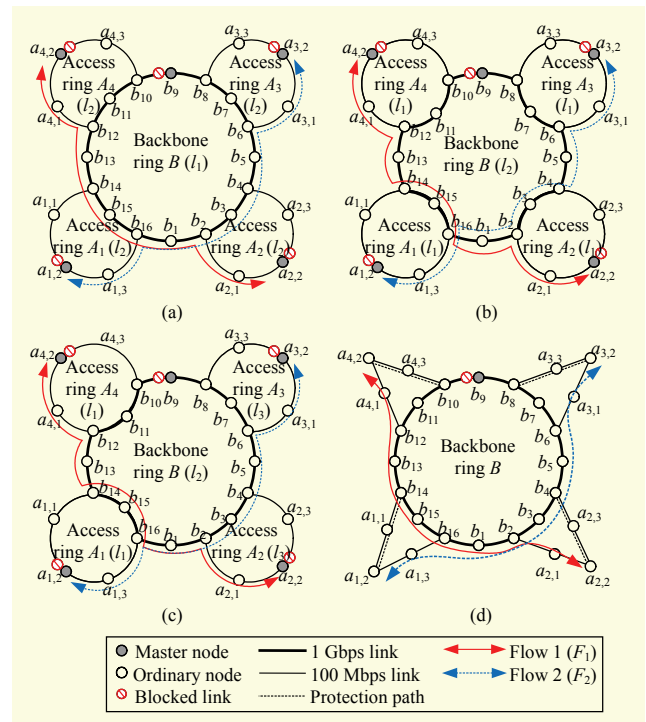 (a)
a4,3
a4,2
Access
ring A4
(l2)
a4,1
b10
b9
b8
b11
b12
b7
b6
b13
b5
b14
b4
b15
b3
b16
b1
b2
Backbone
ring B (l1)
a3,3
a3,2
Access
ring A3
(l2)
a3,1
a1,1
Access
ring A1 (l2)
a1,2
a1,3
a2,3
Access
ring A2 (l2)
a2,2
a2,1
(b)
a4,3
a4,2
Access
ring A4
(l1)
a4,1
b10
b9
b8
b11
b12
b7
b6
b13
b5
b14
b4
b15
b3
b16
b1
b2
Backbone
ring B (l2)
a3,3
a3,2
Access
ring A3
(l1)
a3,1
a1,1
Access
ring A1 (l1)
a1,2
a1,3
a2,3
Access
ring A2 (l1)
a2,2
a2,1
(c)
a4,3
a4,2
Access
ring A4
(l1)
a4,1
b10
b9
b8
b11
b12
b7
b6
b13
b5
b14
b4
b15
b3
b16
b1
b2
Backbone
ring B (l2)
a3,3
a3,2
Access
ring A3
(l3)
a3,1
a1,1
Access
ring A1 (l1)
a1,2
a1,3
a2,3
Access
ring A2 (l3)
a2,2
a2,1
(d)
a4,2
a4,3
a4,1
b10
b9
b8
b11
b12
b7
b6
b13
b5
b14
b4
b15
b3
b16
b1
b2
Backbone
ring B
a3,3
a3,2
a3,1
a1,1
a1,2
a1,3
a2,3
a2,2
a2,1
Master node
Ordinary node
Blocked link
1 Gbps link
100 Mbps link
Protection path
Flow 1 (F1)
Flow 2 (F2)